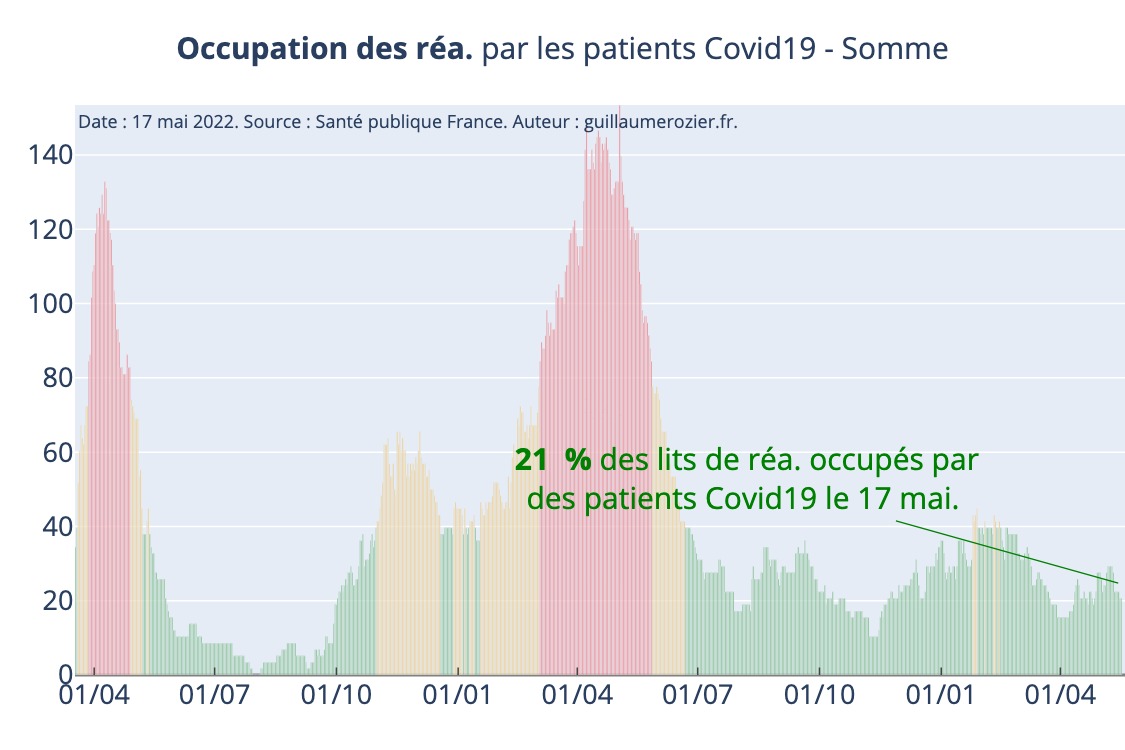 Occupation des réa. par les patients Covid19 - Somme
Date : 17 mai 2022. Source : Santé publique France. Auteur : guillaumerozier.fr.
140
120
100
80
60
40
20
0
21 % des lits de réa. occupés par
des patients Covid19 le 17 mai.
01/04 01/07 01/10 01/01 01/04 01/07 01/10 01/01 01/04